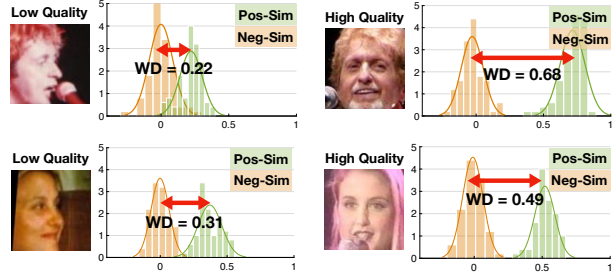 Low Quality
5
4
3
2
1
0
0
0.5
1
Pos-Sim
Neg-Sim
WD = 0.22
High Quality
5
4
3
2
1
0
0
0.5
1
Pos-Sim
Neg-Sim
WD = 0.68
Low Quality
5
4
3
2
1
0
0
0.5
1
Pos-Sim
Neg-Sim
WD = 0.31
High Quality
5
4
3
2
1
0
0
0.5
1
Pos-Sim
Neg-Sim
WD = 0.49